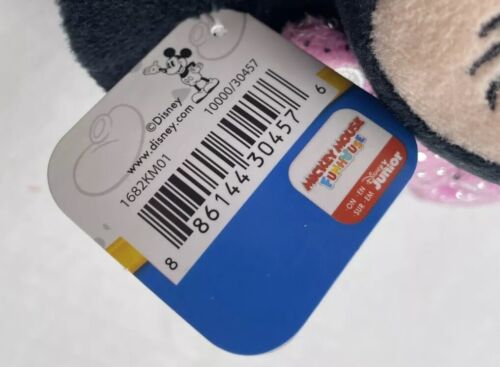 ©Disney
www.disney.com
1682KM01
10000/30457
8 86144 30457 6
MICKEY MOUSE
FUNHOUSE
ON EN
SUR EM
Disney
Junior